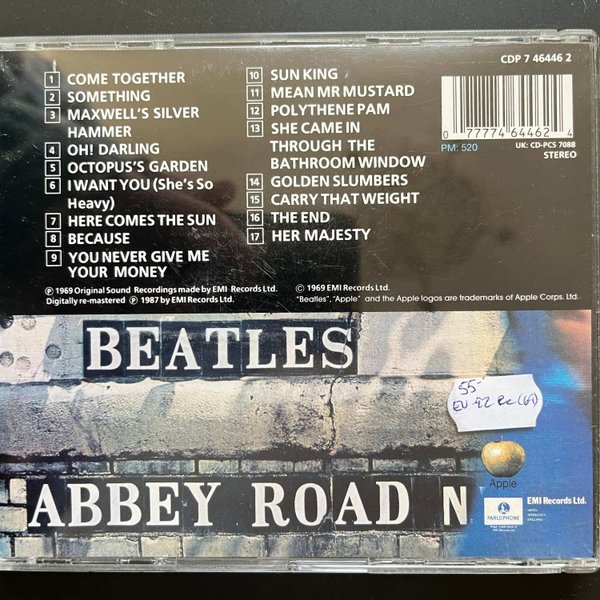 CDP 7 46446 2
1 COME TOGETHER
2 SOMETHING
3 MAXWELL'S SILVER
HAMMER
4 OH! DARLING
5 OCTOPUS'S GARDEN
6 I WANT YOU (She's So
Heavy)
7 HERE COMES THE SUN
8 BECAUSE
9 YOU NEVER GIVE ME
YOUR MONEY
10 SUN KING
11 MEAN MR MUSTARD
12 POLYTHENE PAM
13 SHE CAME IN
THROUGH THE
BATHROOM WINDOW
14 GOLDEN SLUMBERS
15 CARRY THAT WEIGHT
16 THE END
17 HER MAJESTY
0 77774 64462 4
PM: 520
UK: CD-PCS 7088
STEREO
℗ 1969 Original Sound Recordings made by EMI Records Ltd.
Digitally re-mastered ℗ 1987 by EMI Records Ltd.
© 1969 EMI Records Ltd.
"Beatles", "Apple" and the Apple logos are trademarks of Apple Corps. Ltd.
BEATLES
55-
EU-92
(69)
Apple
ABBEY ROAD N
PARLOPHONE
EMI Records Ltd.
HAYES
MIDDLESEX
ENGLAND